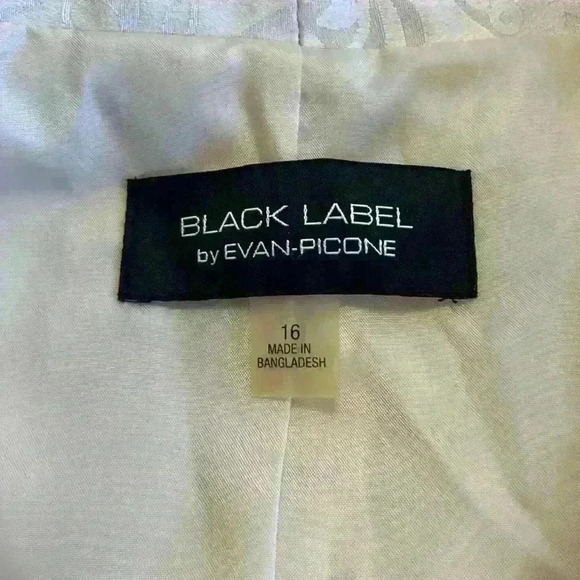 BLACK LABEL
by EVAN-PICONE
16
MADE IN
BANGLADESH